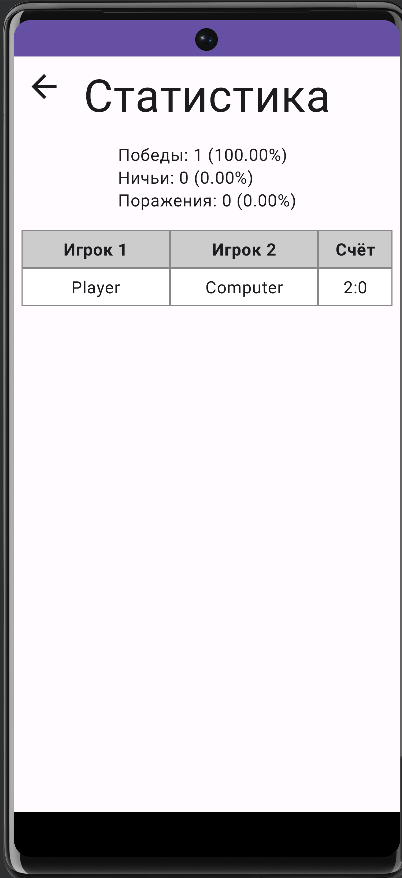 Статистика
Победы: 1 (100.00%)
Ничьи: 0 (0.00%)
Поражения: 0 (0.00%)
Игрок 1 Игрок 2 Счёт
Player Computer 2:0